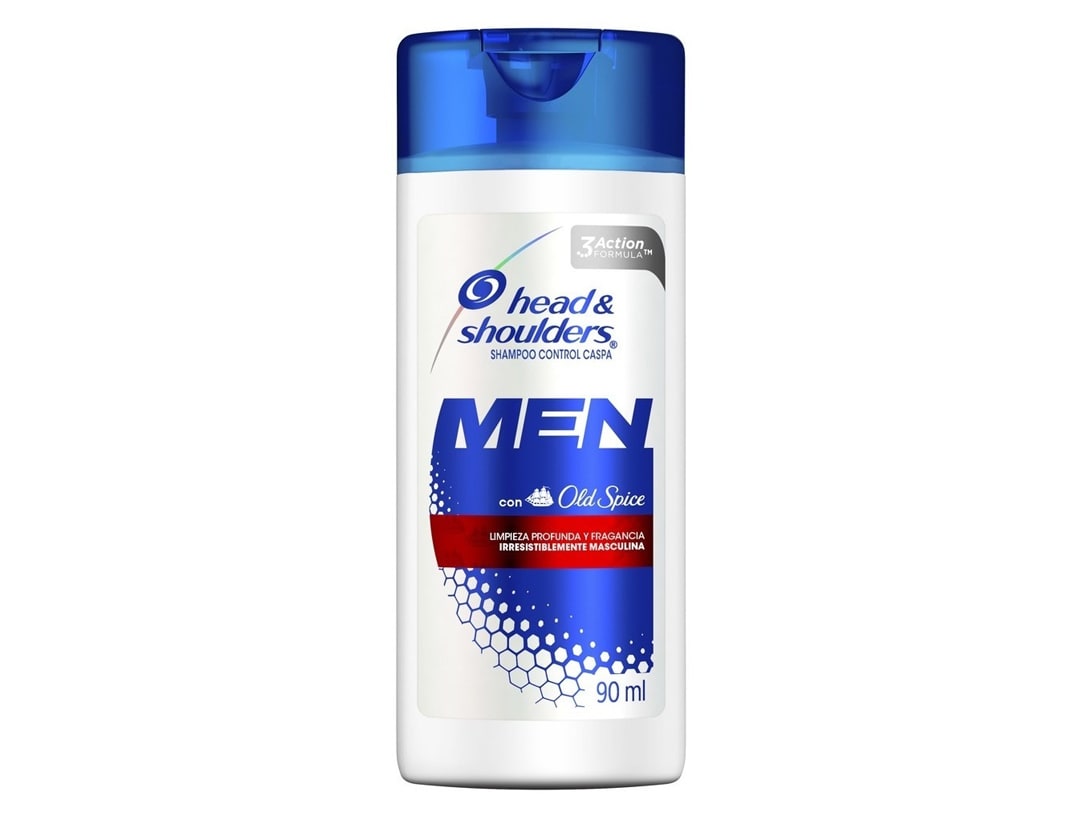 3Action
FORMULA™
head &
shoulders®
SHAMPOO CONTROL CASPA
MEN
con Old Spice
LIMPIEZA PROFUNDA Y FRAGANCIA
IRRESISTIBLEMENTE MASCULINA
90 ml